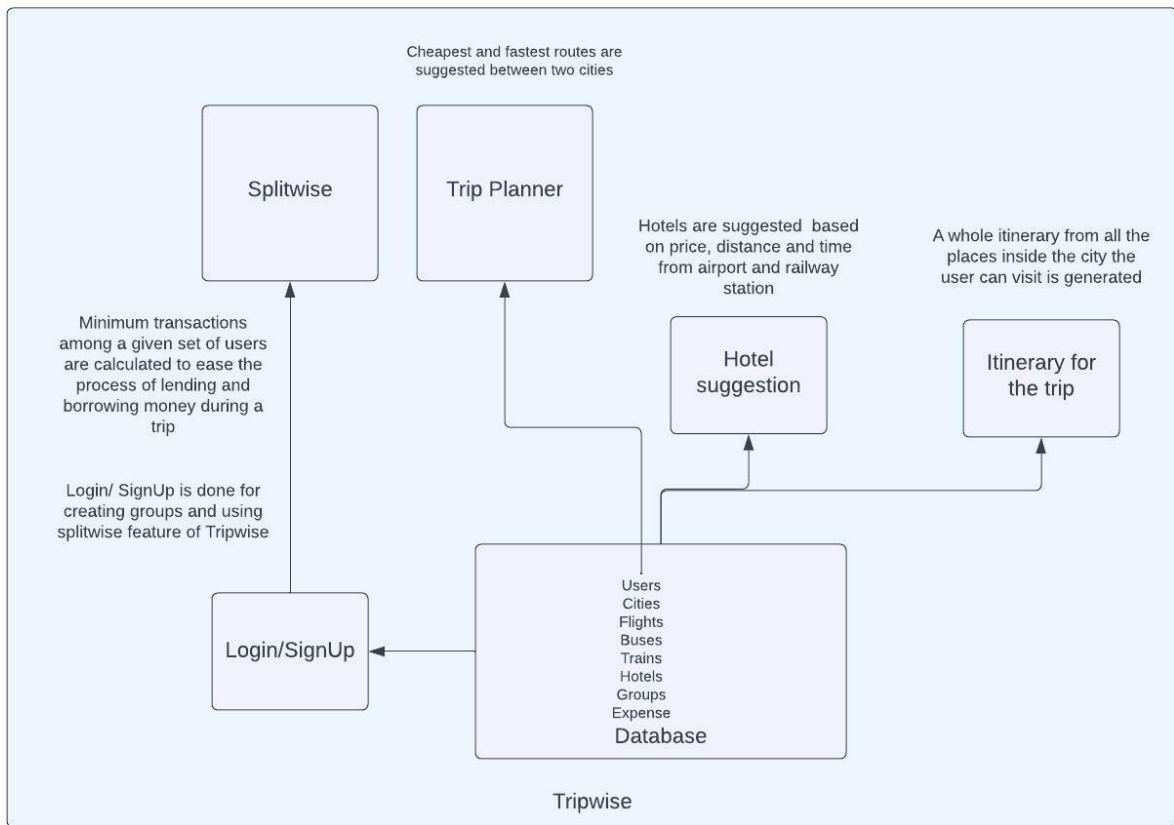 Cheapest and fastest routes are
suggested between two cities
Splitwise
Trip Planner
Hotels are suggested  based
on price, distance and time
from airport and railway
station
A whole itinerary from all the
places inside the city the
user can visit is generated
Minimum transactions
among a given set of users
are calculated to ease the
process of lending and
borrowing money during a
trip
Hotel
suggestion
Itinerary for
the trip
Login/ SignUp is done for
creating groups and using
splitwise feature of Tripwise
Login/SignUp
Users
Cities
Flights
Buses
Trains
Hotels
Groups
Expense
Database
Tripwise